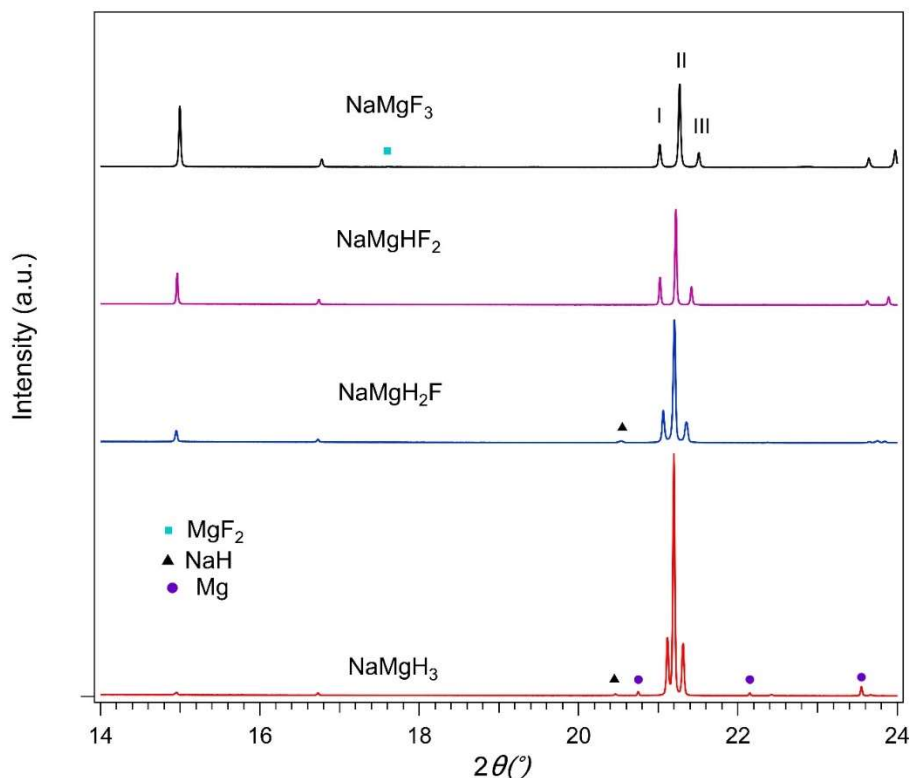 II
I
III
NaMgF₃
NaMgHF₂
NaMgH₂F
MgF₂
NaH
Mg
NaMgH₃
Intensity (a.u.)
14 16 18 20 22 24
2θ(°)